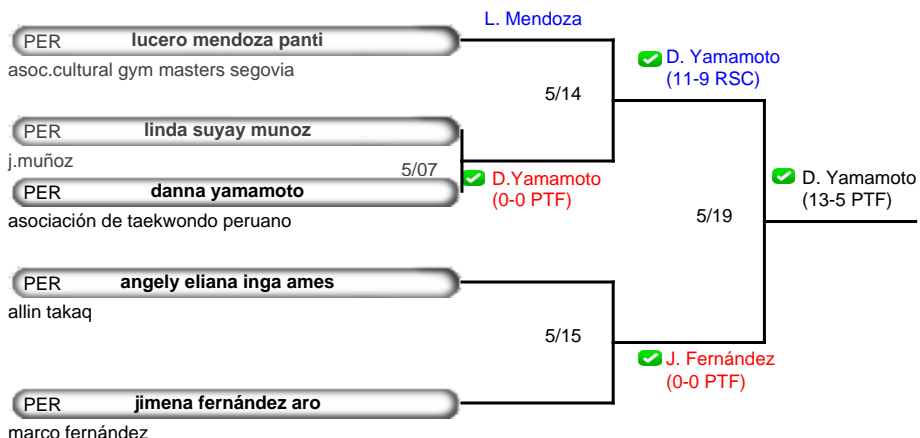 L. Mendoza
PER lucero mendoza panti
asoc.cultural gym masters segovia
D. Yamamoto
(11-9 RSC)
5/14
PER linda suyay munoz
j.muñoz
5/07
D.Yamamoto
(0-0 PTF)
PER danna yamamoto
asociación de taekwondo peruano
D. Yamamoto
(13-5 PTF)
5/19
PER angely eliana inga ames
allin takaq
5/15
J. Fernández
(0-0 PTF)
PER jimena fernández aro
marco fernández